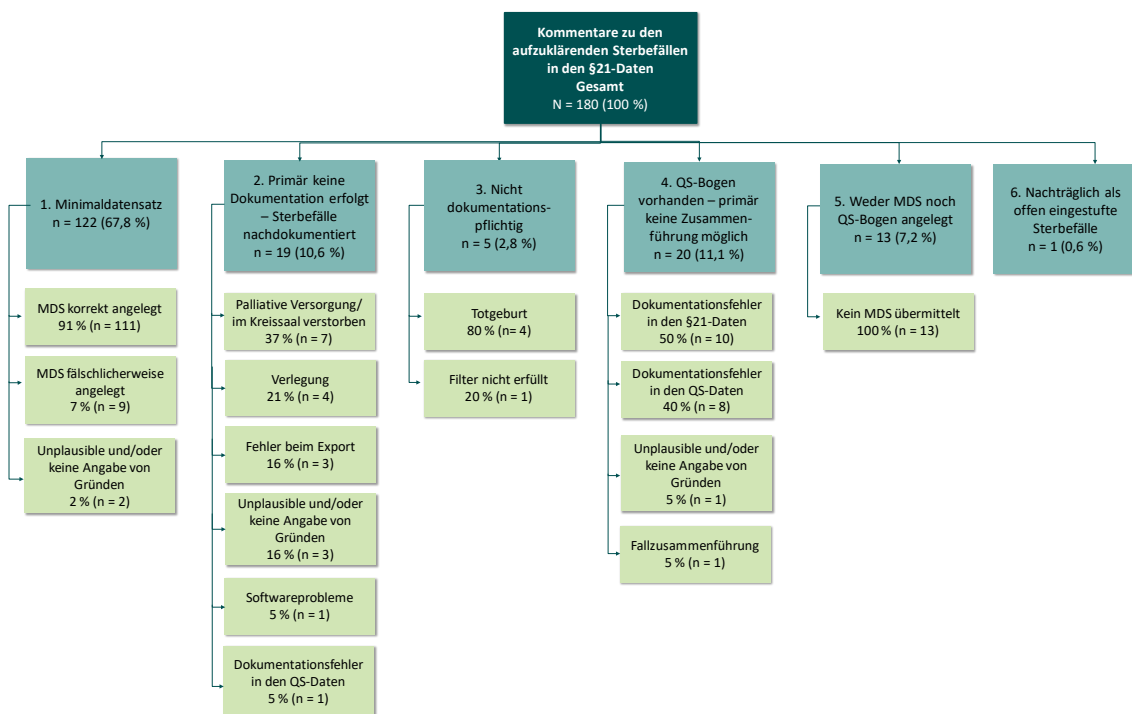 Kommentare zu den
aufzuklärenden Sterbefällen
in den §21-Daten
Gesamt
N = 180 (100 %)
1. Minimaldatensatz
n = 122 (67,8 %)
MDS korrekt angelegt
91 % (n = 111)
MDS fälschlicherweise
angelegt
7 % (n = 9)
Unplausible und/oder
keine Angabe von
Gründen
2 % (n = 2)
2. Primär keine
Dokumentation erfolgt
– Sterbefälle
nachdokumentiert
n = 19 (10,6 %)
Palliative Versorgung/
im Kreissaal verstorben
37 % (n = 7)
Verlegung
21 % (n = 4)
Fehler beim Export
16 % (n = 3)
Unplausible und/oder
keine Angabe von
Gründen
16 % (n = 3)
Softwareprobleme
5 % (n = 1)
Dokumentationsfehler
in den QS-Daten
5 % (n = 1)
3. Nicht
dokumentations-
pflichtig
n = 5 (2,8 %)
Totgeburt
80 % (n= 4)
Filter nicht erfüllt
20 % (n = 1)
4. QS-Bogen
vorhanden – primär
keine Zusammen-
führung möglich
n = 20 (11,1 %)
Dokumentationsfehler
in den §21-Daten
50 % (n = 10)
Dokumentationsfehler
in den QS-Daten
40 % (n = 8)
Unplausible und/oder
keine Angabe von
Gründen
5 % (n = 1)
Fallzusammenführung
5 % (n = 1)
5. Weder MDS noch
QS-Bogen angelegt
n = 13 (7,2 %)
Kein MDS übermittelt
100 % (n = 13)
6. Nachträglich als
offen eingestufte
Sterbefälle
n = 1 (0,6 %)